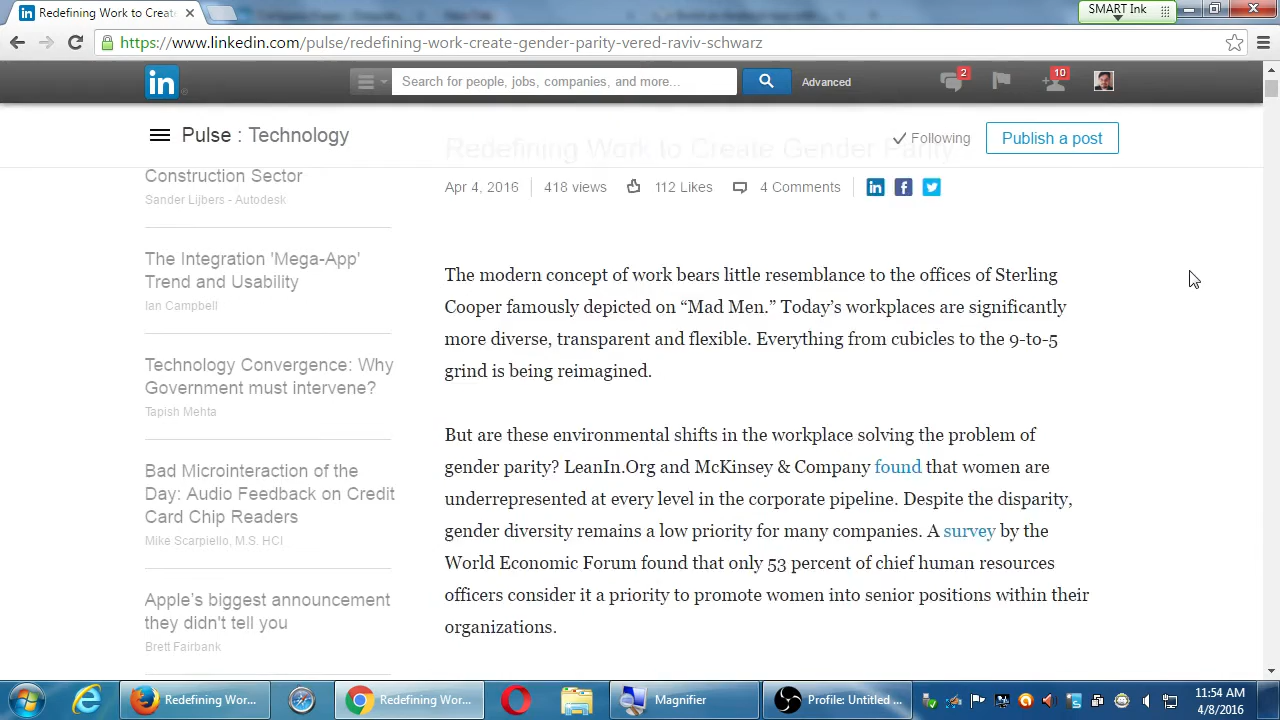 Redefining Work to Create
SMART Ink
https://www.linkedin.com/pulse/redefining-work-create-gender-parity-vered-raviv-schwarz
in
Search for people, jobs, companies, and more...
Advanced
2
10
Pulse : Technology
Following
Publish a post
Redefining Work to Create Gender Parity
Apr 4, 2016
418 views
112 Likes
4 Comments
Construction Sector
Sander Lijbers - Autodesk
The Integration 'Mega-App'
Trend and Usability
Ian Campbell
Technology Convergence: Why
Government must intervene?
Tapish Mehta
Bad Microinteraction of the
Day: Audio Feedback on Credit
Card Chip Readers
Mike Scarpiello, M.S. HCI
Apple's biggest announcement
they didn't tell you
Brett Fairbank
The modern concept of work bears little resemblance to the offices of Sterling
Cooper famously depicted on “Mad Men.” Today’s workplaces are significantly
more diverse, transparent and flexible. Everything from cubicles to the 9-to-5
grind is being reimagined.
But are these environmental shifts in the workplace solving the problem of
gender parity? LeanIn.Org and McKinsey & Company found that women are
underrepresented at every level in the corporate pipeline. Despite the disparity,
gender diversity remains a low priority for many companies. A survey by the
World Economic Forum found that only 53 percent of chief human resources
officers consider it a priority to promote women into senior positions within their
organizations.
Redefining Wor...
Redefining Wor...
Magnifier
Profile: Untitled ...
11:54 AM
4/8/2016